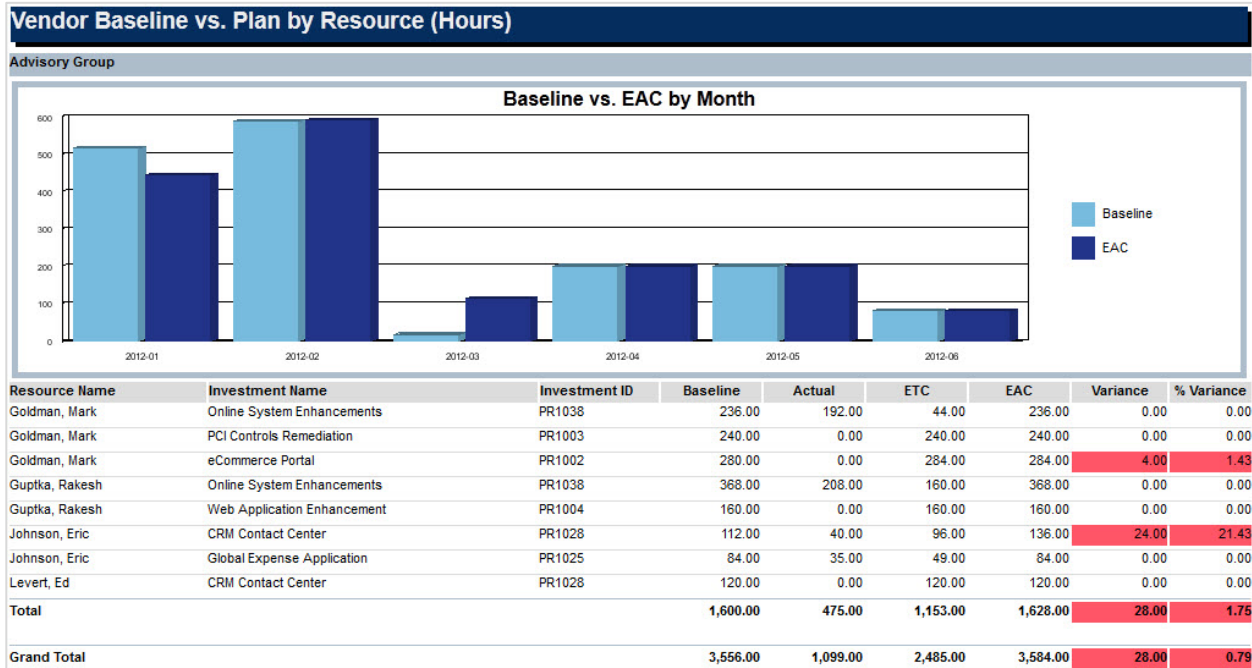 Vendor Baseline vs. Plan by Resource (Hours)
Advisory Group
Baseline vs. EAC by Month
600
500
400
300
200
100
0
2012-01 2012-02 2012-03 2012-04 2012-05 2012-06
Baseline
EAC
Resource Name Investment Name Investment ID Baseline Actual ETC EAC Variance % Variance
Goldman, Mark Online System Enhancements PR1038 236.00 192.00 44.00 236.00 0.00 0.00
Goldman, Mark PCI Controls Remediation PR1003 240.00 0.00 240.00 240.00 0.00 0.00
Goldman, Mark eCommerce Portal PR1002 280.00 0.00 284.00 284.00 4.00 1.43
Guptka, Rakesh Online System Enhancements PR1038 368.00 208.00 160.00 368.00 0.00 0.00
Guptka, Rakesh Web Application Enhancement PR1004 160.00 0.00 160.00 160.00 0.00 0.00
Johnson, Eric CRM Contact Center PR1028 112.00 40.00 96.00 136.00 24.00 21.43
Johnson, Eric Global Expense Application PR1025 84.00 35.00 49.00 84.00 0.00 0.00
Levert, Ed CRM Contact Center PR1028 120.00 0.00 120.00 120.00 0.00 0.00
Total 1,600.00 475.00 1,153.00 1,628.00 28.00 1.75
Grand Total 3,556.00 1,099.00 2,485.00 3,584.00 28.00 0.79